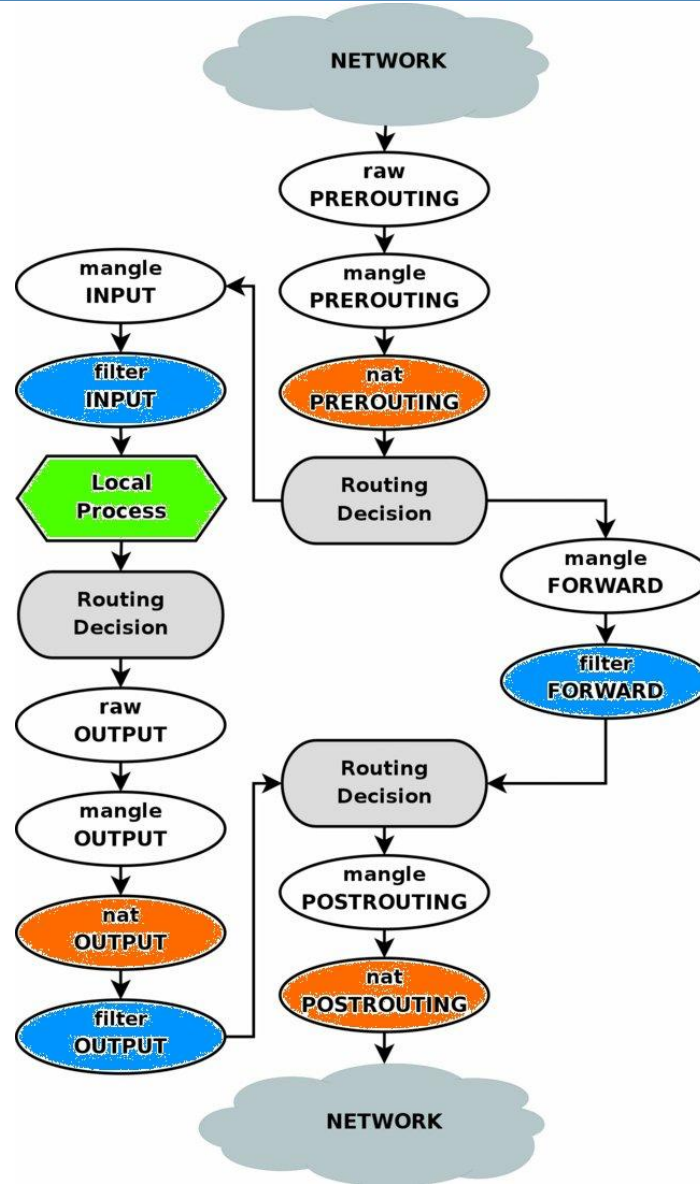 NETWORK
raw
PREROUTING
mangle
PREROUTING
nat
PREROUTING
Routing
Decision
mangle
INPUT
filter
INPUT
Local
Process
Routing
Decision
raw
OUTPUT
mangle
OUTPUT
nat
OUTPUT
filter
OUTPUT
mangle
FORWARD
filter
FORWARD
Routing
Decision
mangle
POSTROUTING
nat
POSTROUTING
NETWORK